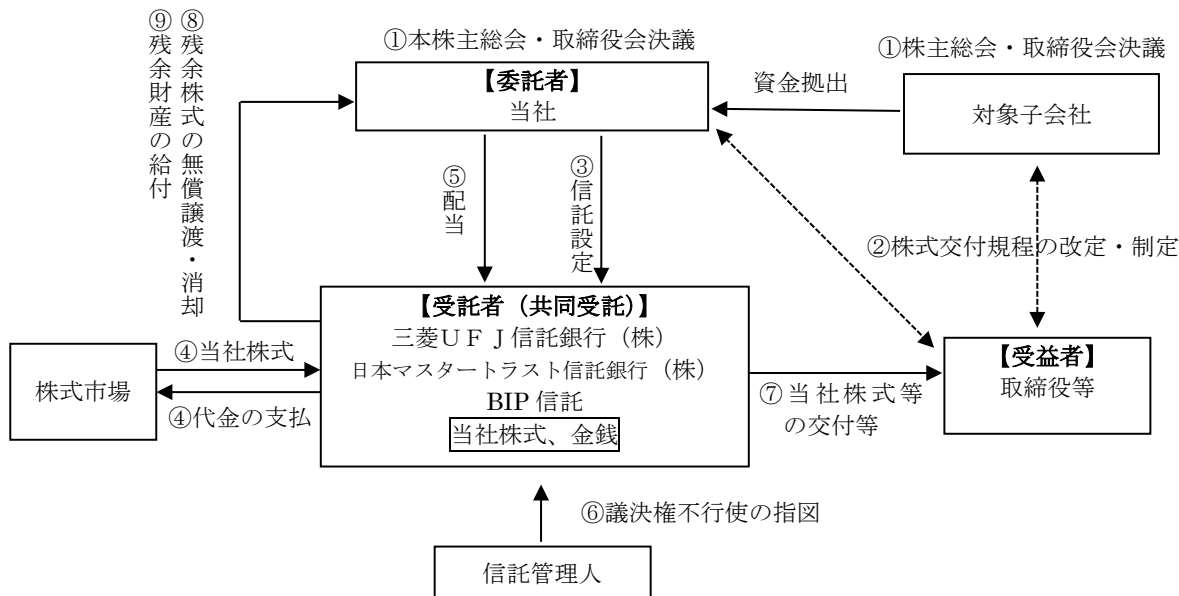 ⑨残余財産の給付
⑧残余株式の無償譲渡・消却
①本株主総会・取締役会決議
【委託者】
当社
①株主総会・取締役会決議
資金拠出
対象子会社
⑤配当
③信託設定
②株式交付規程の改定・制定
【受託者（共同受託）】
三菱ＵＦＪ信託銀行（株）
日本マスタートラスト信託銀行（株）
BIP 信託
当社株式、金銭
株式市場
④当社株式
④代金の支払
【受益者】
取締役等
⑦当社株式等
の交付等
⑥議決権不行使の指図
信託管理人